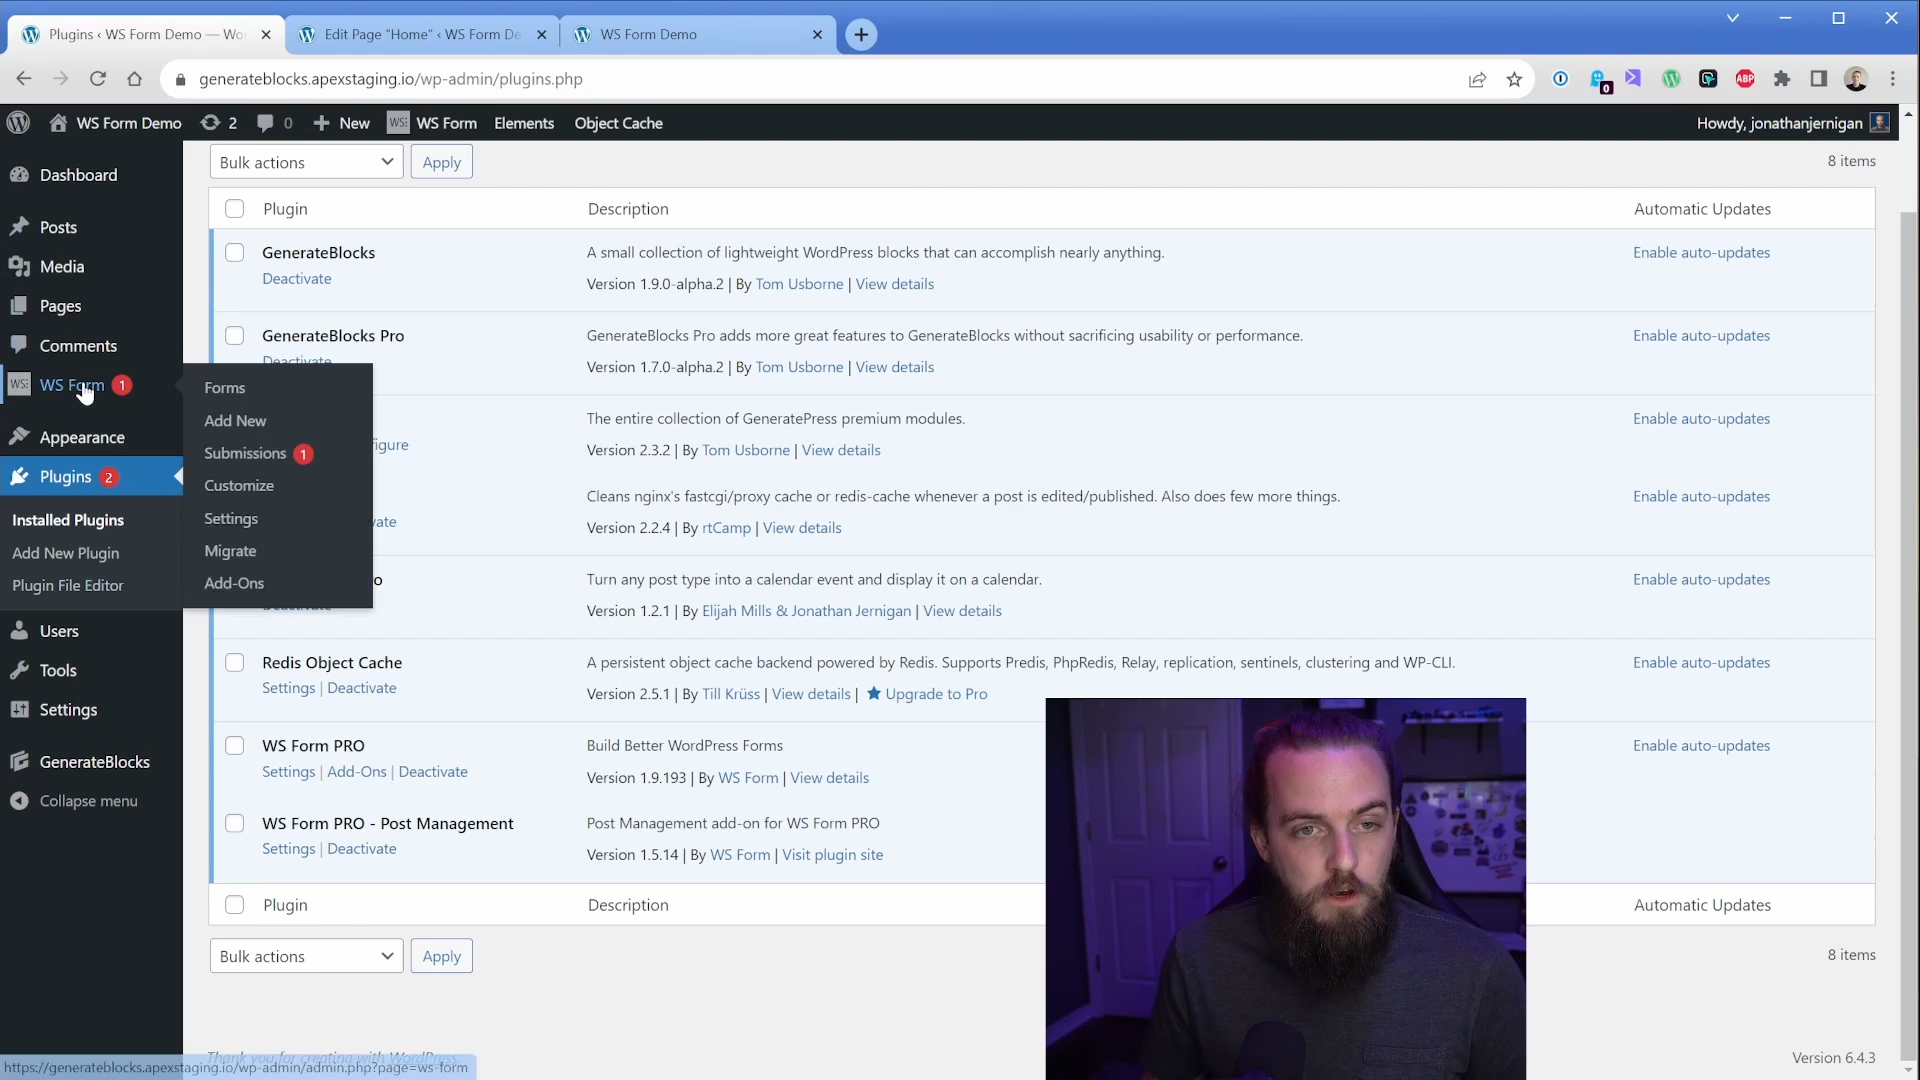 Plugins ‹ WS Form Demo — Wo
Edit Page “Home” ‹ WS Form De
WS Form Demo
generateblocks.apexstaging.io/wp-admin/plugins.php
0
ABP
WS Form Demo
2
0
New
WS Form
Elements
Object Cache
Howdy, jonathanjernigan
Dashboard
Posts
Media
Pages
Comments
WS Form 1
Appearance
Plugins 2
Installed Plugins
Add New Plugin
Plugin File Editor
Users
Tools
Settings
GenerateBlocks
Collapse menu
Forms
Add New
Submissions 1
Customize
Settings
Migrate
Add-Ons
Bulk actions
Apply
8 items
Plugin
Description
Automatic Updates
GenerateBlocks
Deactivate
A small collection of lightweight WordPress blocks that can accomplish nearly anything.
Version 1.9.0-alpha.2 | By Tom Usborne | View details
Enable auto-updates
GenerateBlocks Pro
Deactivate
GenerateBlocks Pro adds more great features to GenerateBlocks without sacrificing usability or performance.
Version 1.7.0-alpha.2 | By Tom Usborne | View details
Enable auto-updates
igure
The entire collection of GeneratePress premium modules.
Version 2.3.2 | By Tom Usborne | View details
Enable auto-updates
vate
Cleans nginx's fastcgi/proxy cache or redis-cache whenever a post is edited/published. Also does few more things.
Version 2.2.4 | By rtCamp | View details
Enable auto-updates
o
Deactivate
Turn any post type into a calendar event and display it on a calendar.
Version 1.2.1 | By Elijah Mills & Jonathan Jernigan | View details
Enable auto-updates
Redis Object Cache
Settings | Deactivate
A persistent object cache backend powered by Redis. Supports Predis, PhpRedis, Relay, replication, sentinels, clustering and WP-CLI.
Version 2.5.1 | By Till Krüss | View details | Upgrade to Pro
Enable auto-updates
WS Form PRO
Settings | Add-Ons | Deactivate
Build Better WordPress Forms
Version 1.9.193 | By WS Form | View details
Enable auto-updates
WS Form PRO - Post Management
Settings | Deactivate
Post Management add-on for WS Form PRO
Version 1.5.14 | By WS Form | Visit plugin site
Plugin
Description
Automatic Updates
Bulk actions
Apply
8 items
Thank you for creating with WordPress.
Version 6.4.3
https://generateblocks.apexstaging.io/wp-admin/admin.php?page=ws-form